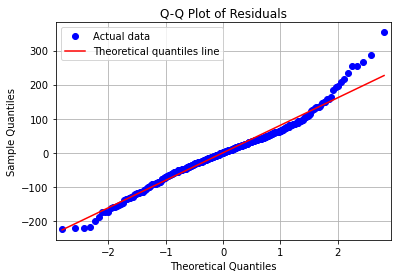 Q-Q Plot of Residuals
Actual data
Theoretical quantiles line
Sample Quantiles
300
200
100
0
−100
−200
−2
−1
0
1
2
Theoretical Quantiles